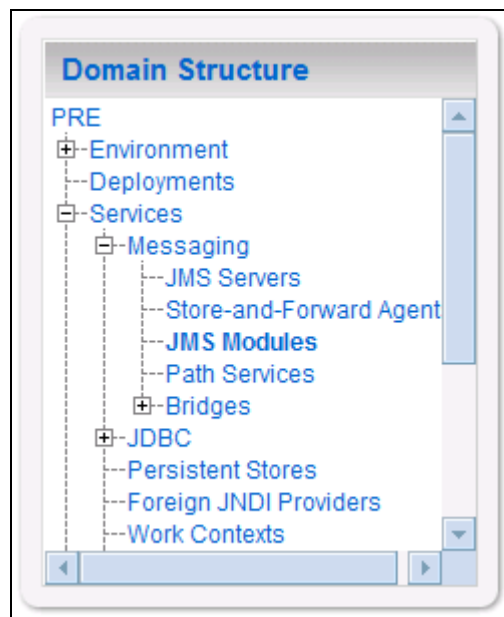 Domain Structure
PRE
Environment
Deployments
Services
Messaging
JMS Servers
Store-and-Forward Agent
JMS Modules
Path Services
Bridges
JDBC
Persistent Stores
Foreign JNDI Providers
Work Contexts